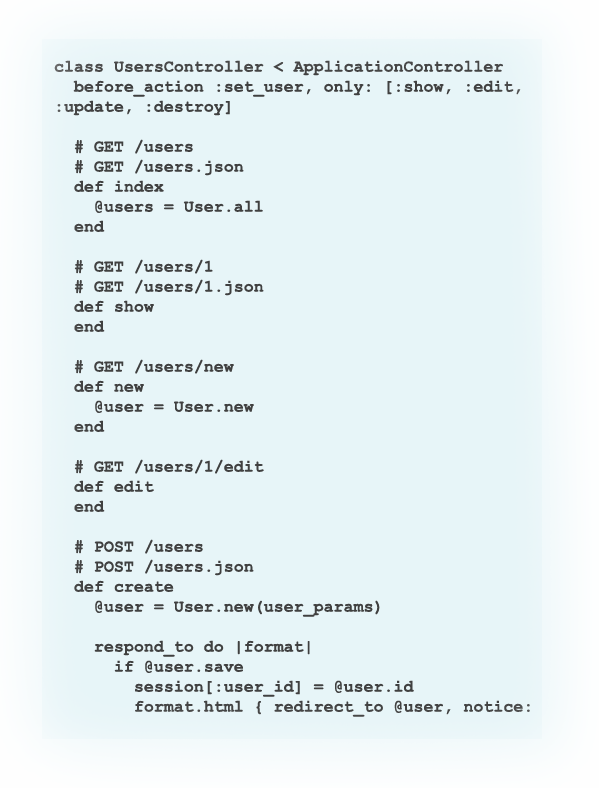 class UsersController < ApplicationController
  before_action :set_user, only: [:show, :edit,
:update, :destroy]

  # GET /users
  # GET /users.json
  def index
    @users = User.all
  end

  # GET /users/1
  # GET /users/1.json
  def show
  end

  # GET /users/new
  def new
    @user = User.new
  end

  # GET /users/1/edit
  def edit
  end

  # POST /users
  # POST /users.json
  def create
    @user = User.new(user_params)

    respond_to do |format|
      if @user.save
        session[:user_id] = @user.id
        format.html { redirect_to @user, notice: